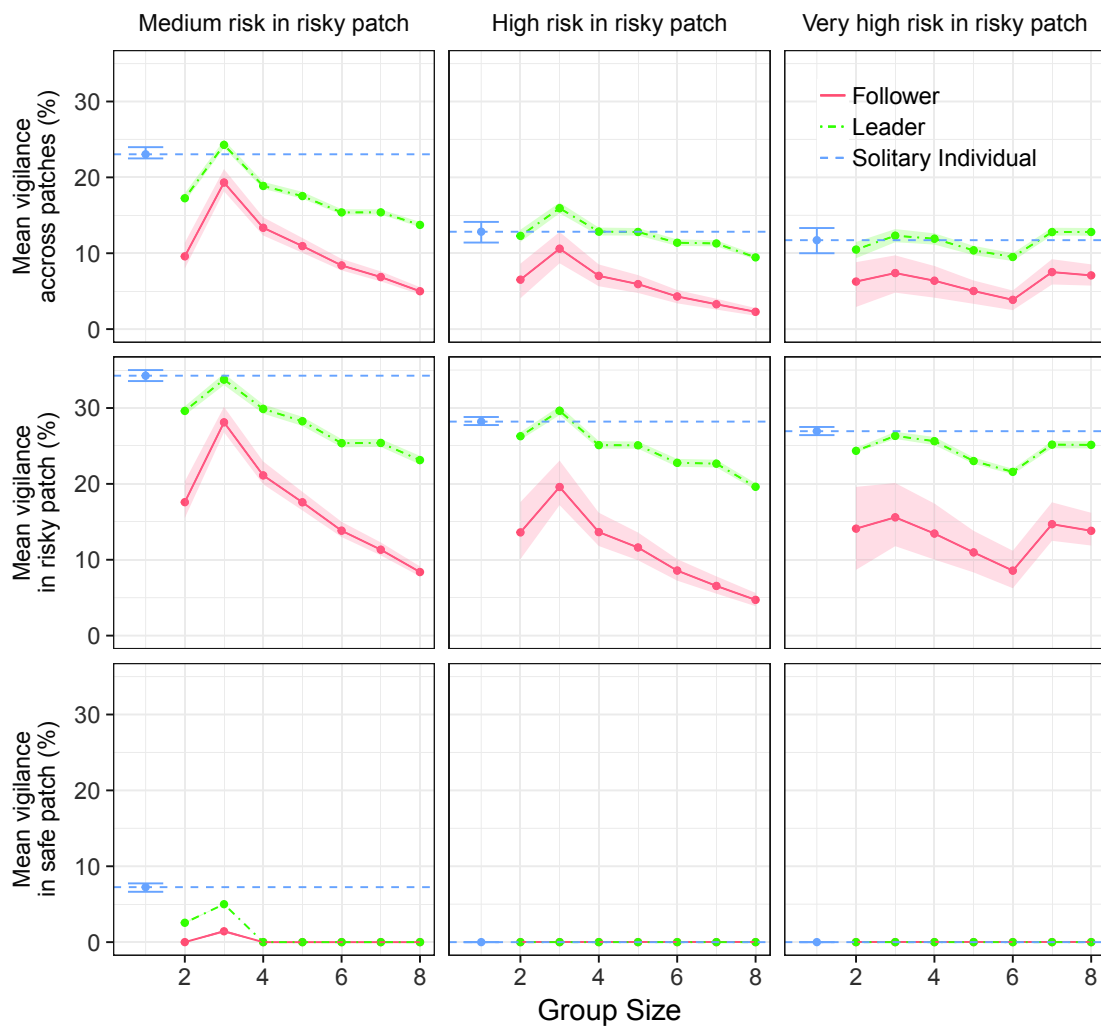 Medium risk in risky patch
High risk in risky patch
Very high risk in risky patch
Mean vigilance
accross patches (%)
30
20
10
0
Follower
Leader
Solitary Individual
Mean vigilance
in risky patch (%)
30
20
10
0
Mean vigilance
in safe patch (%)
30
20
10
0
2 4 6 8
2 4 6 8
2 4 6 8
Group Size